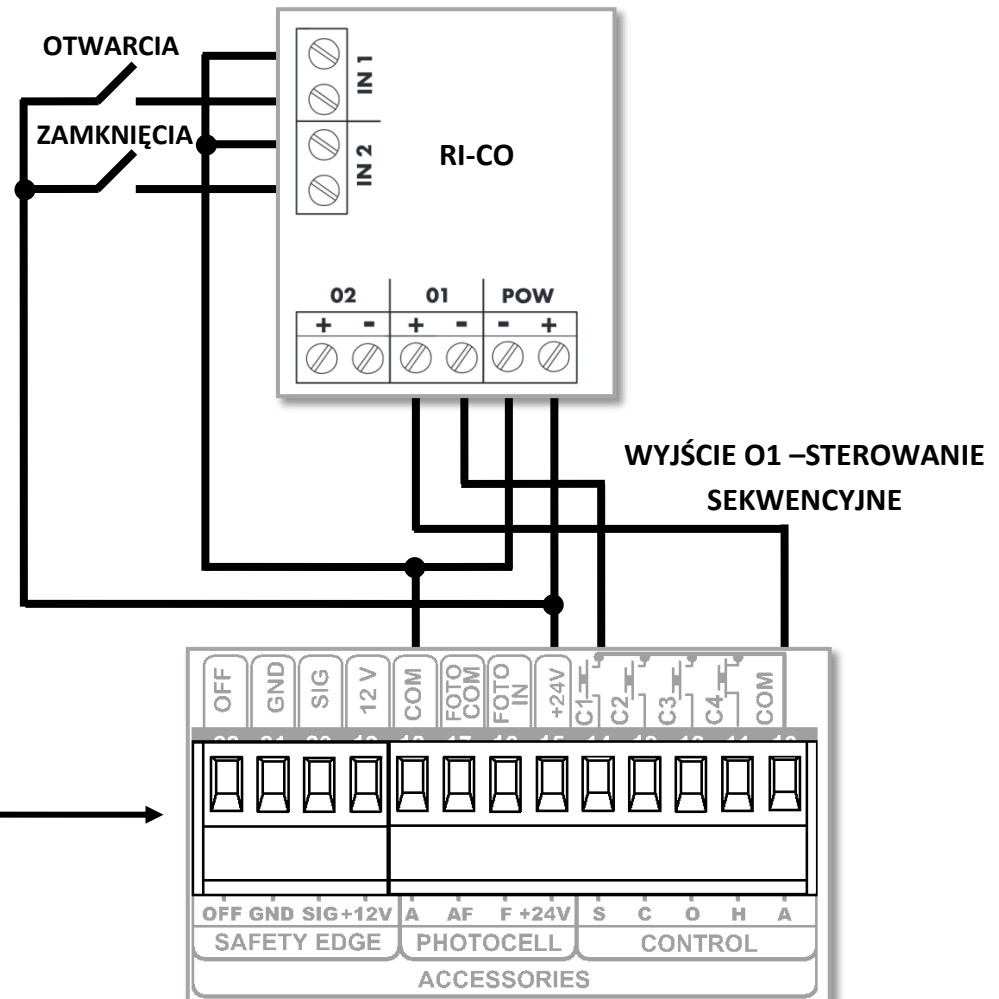 OTWARCIA
IN 1
ZAMKNIĘCIA
IN 2
RI-CO
02 01 POW
+ - + - - +
WYJŚCIE O1 –STEROWANIE
SEKWENCYJNE
OFF GND SIG 12 V COM FOTO COM FOTO IN +24V C1 C2 C3 C4 COM
OFF GND SIG +12V A AF F +24V S C O H A
SAFETY EDGE PHOTOCELL CONTROL
ACCESSORIES